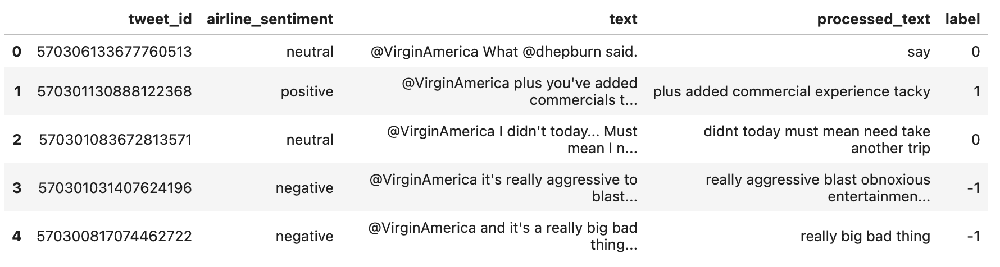 tweet_id airline_sentiment text processed_text label
0 570306133677760513 neutral @VirginAmerica What @dhepburn said. say 0
1 570301130888122368 positive @VirginAmerica plus you've added commercials t... plus added commercial experience tacky 1
2 570301083672813571 neutral @VirginAmerica I didn't today... Must mean I n... didnt today must mean need take another trip 0
3 570301031407624196 negative @VirginAmerica it's really aggressive to blast... really aggressive blast obnoxious entertainmen... -1
4 570300817074462722 negative @VirginAmerica and it's a really big bad thing... really big bad thing -1